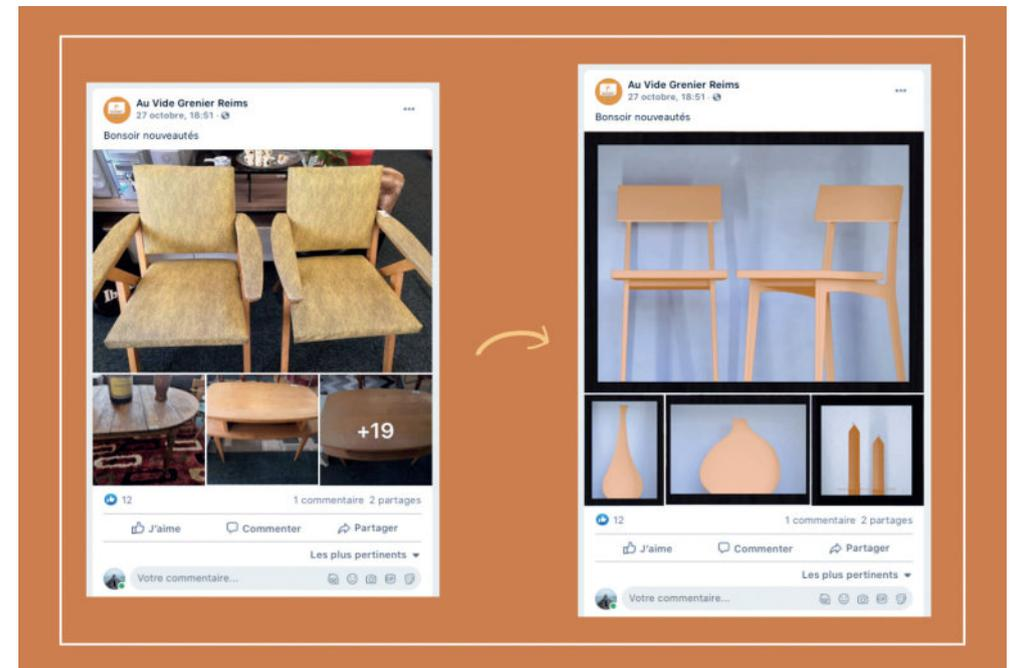 Au Vide Grenier Reims
27 octobre, 18:51 ·
Bonsoir nouveautés
+19
12
1 commentaire 2 partages
J'aime
Commenter
Partager
Les plus pertinents
Votre commentaire...
Au Vide Grenier Reims
27 octobre, 18:51 ·
Bonsoir nouveautés
12
1 commentaire 2 partages
J'aime
Commenter
Partager
Les plus pertinents
Votre commentaire...